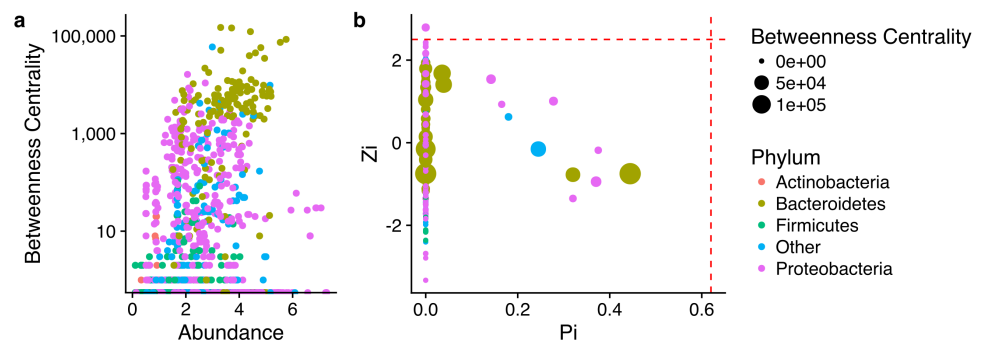 a
b
100,000
1,000
10
Betweenness Centrality
0
2
4
6
Abundance
2
0
-2
Zi
0.0
0.2
0.4
0.6
Pi
Betweenness Centrality
0e+00
5e+04
1e+05
Phylum
Actinobacteria
Bacteroidetes
Firmicutes
Other
Proteobacteria